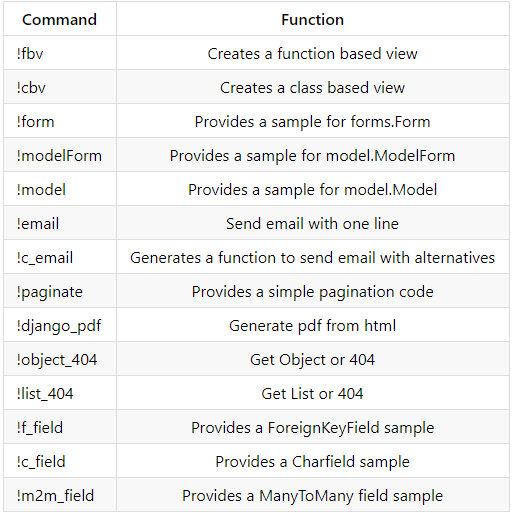 Command Function
!fbv Creates a function based view
!cbv Creates a class based view
!form Provides a sample for forms.Form
!modelForm Provides a sample for model.ModelForm
!model Provides a sample for model.Model
!email Send email with one line
!c_email Generates a function to send email with alternatives
!paginate Provides a simple pagination code
!django_pdf Generate pdf from html
!object_404 Get Object or 404
!list_404 Get List or 404
!f_field Provides a ForeignKeyField sample
!c_field Provides a Charfield sample
!m2m_field Provides a ManyToMany field sample